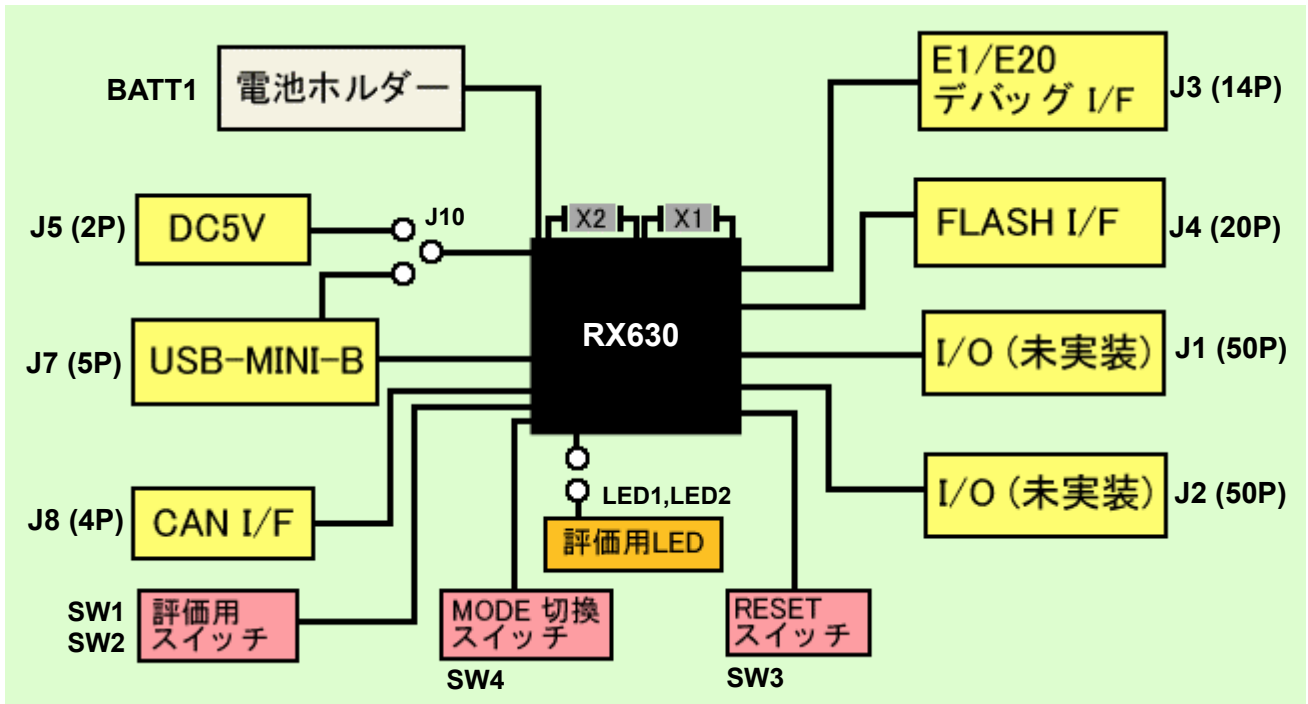 BATT1
電池ホルダー
E1/E20
デバッグ I/F
J3 (14P)
J5 (2P)
DC5V
J10
X2
X1
FLASH I/F
J4 (20P)
RX630
J7 (5P)
USB-MINI-B
I/O (未実装)
J1 (50P)
J8 (4P)
CAN I/F
LED1,LED2
評価用LED
I/O (未実装)
J2 (50P)
SW1
SW2
評価用
スイッチ
MODE 切換
スイッチ
SW4
RESET
スイッチ
SW3